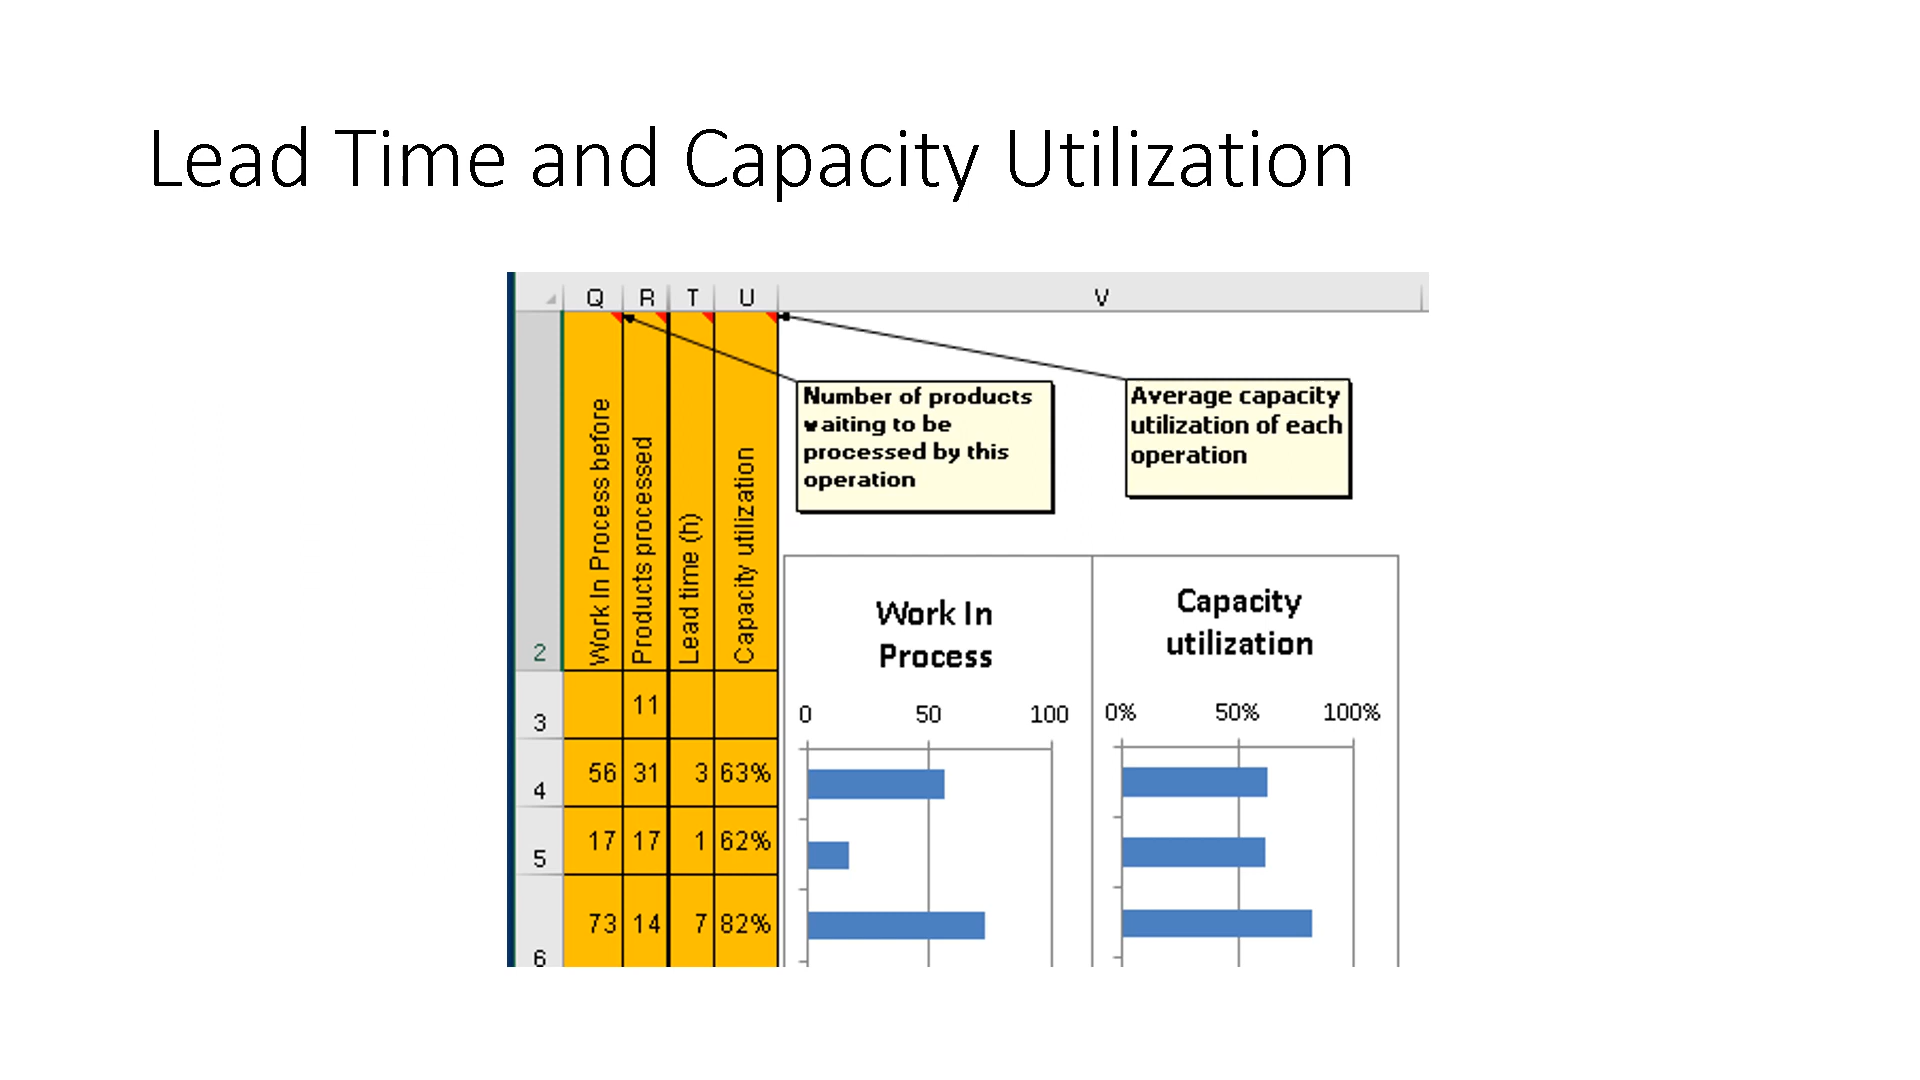 Lead Time and Capacity Utilization
Q R T U V
Number of products
waiting to be
processed by this
operation
Average capacity
utilization of each
operation
2
Work In Process before
Products processed
Lead time (h)
Capacity utilization
Work In
Process
0 50 100
Capacity
utilization
0% 50% 100%
3 11
4 56 31 3 63%
5 17 17 1 62%
6 73 14 7 82%